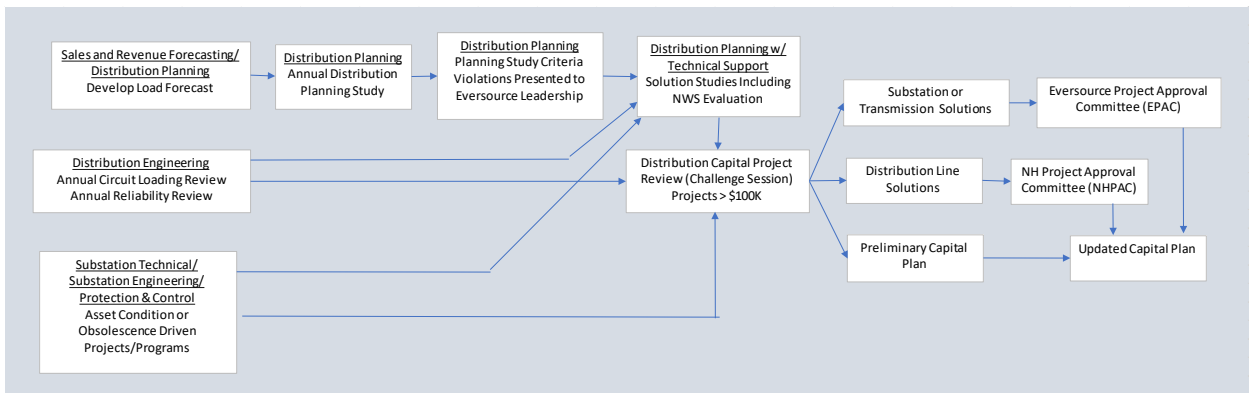 Sales and Revenue Forecasting/
Distribution Planning
Develop Load Forecast
Distribution Planning
Annual Distribution
Planning Study
Distribution Planning
Planning Study Criteria
Violations Presented to
Eversource Leadership
Distribution Planning w/
Technical Support
Solution Studies Including
NWS Evaluation
Substation or
Transmission Solutions
Eversource Project Approval
Committee (EPAC)
Distribution Engineering
Annual Circuit Loading Review
Annual Reliability Review
Distribution Capital Project
Review (Challenge Session)
Projects > $100K
Distribution Line
Solutions
NH Project Approval
Committee (NHPAC)
Substation Technical/
Substation Engineering/
Protection & Control
Asset Condition or
Obsolescence Driven
Projects/Programs
Preliminary Capital
Plan
Updated Capital Plan